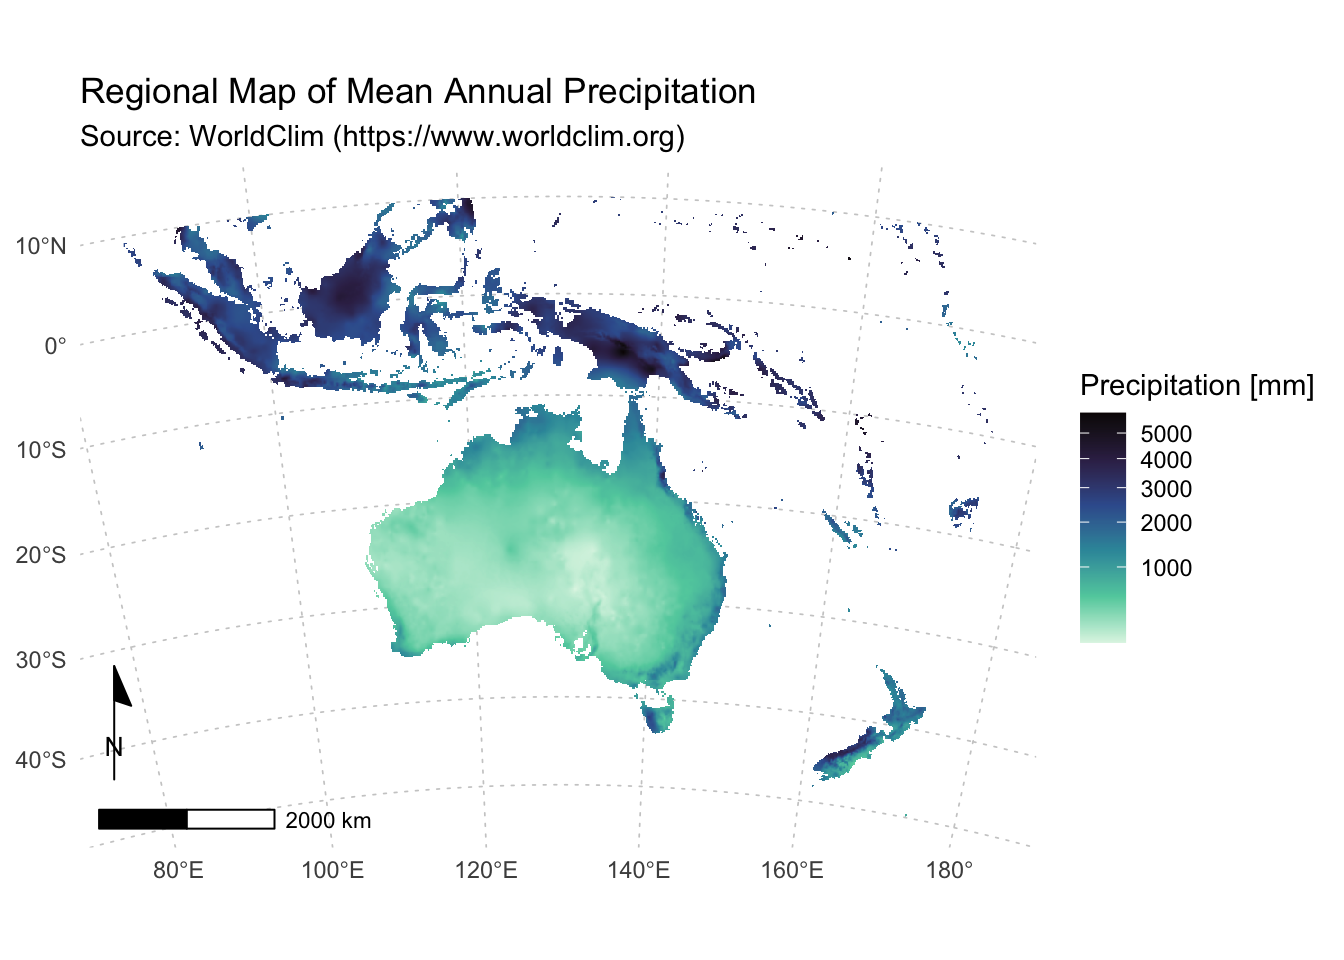 Regional Map of Mean Annual Precipitation
Source: WorldClim (https://www.worldclim.org)
10°N
0°
10°S
20°S
30°S
40°S
N
2000 km
80°E
100°E
120°E
140°E
160°E
180°
Precipitation [mm]
5000
4000
3000
2000
1000